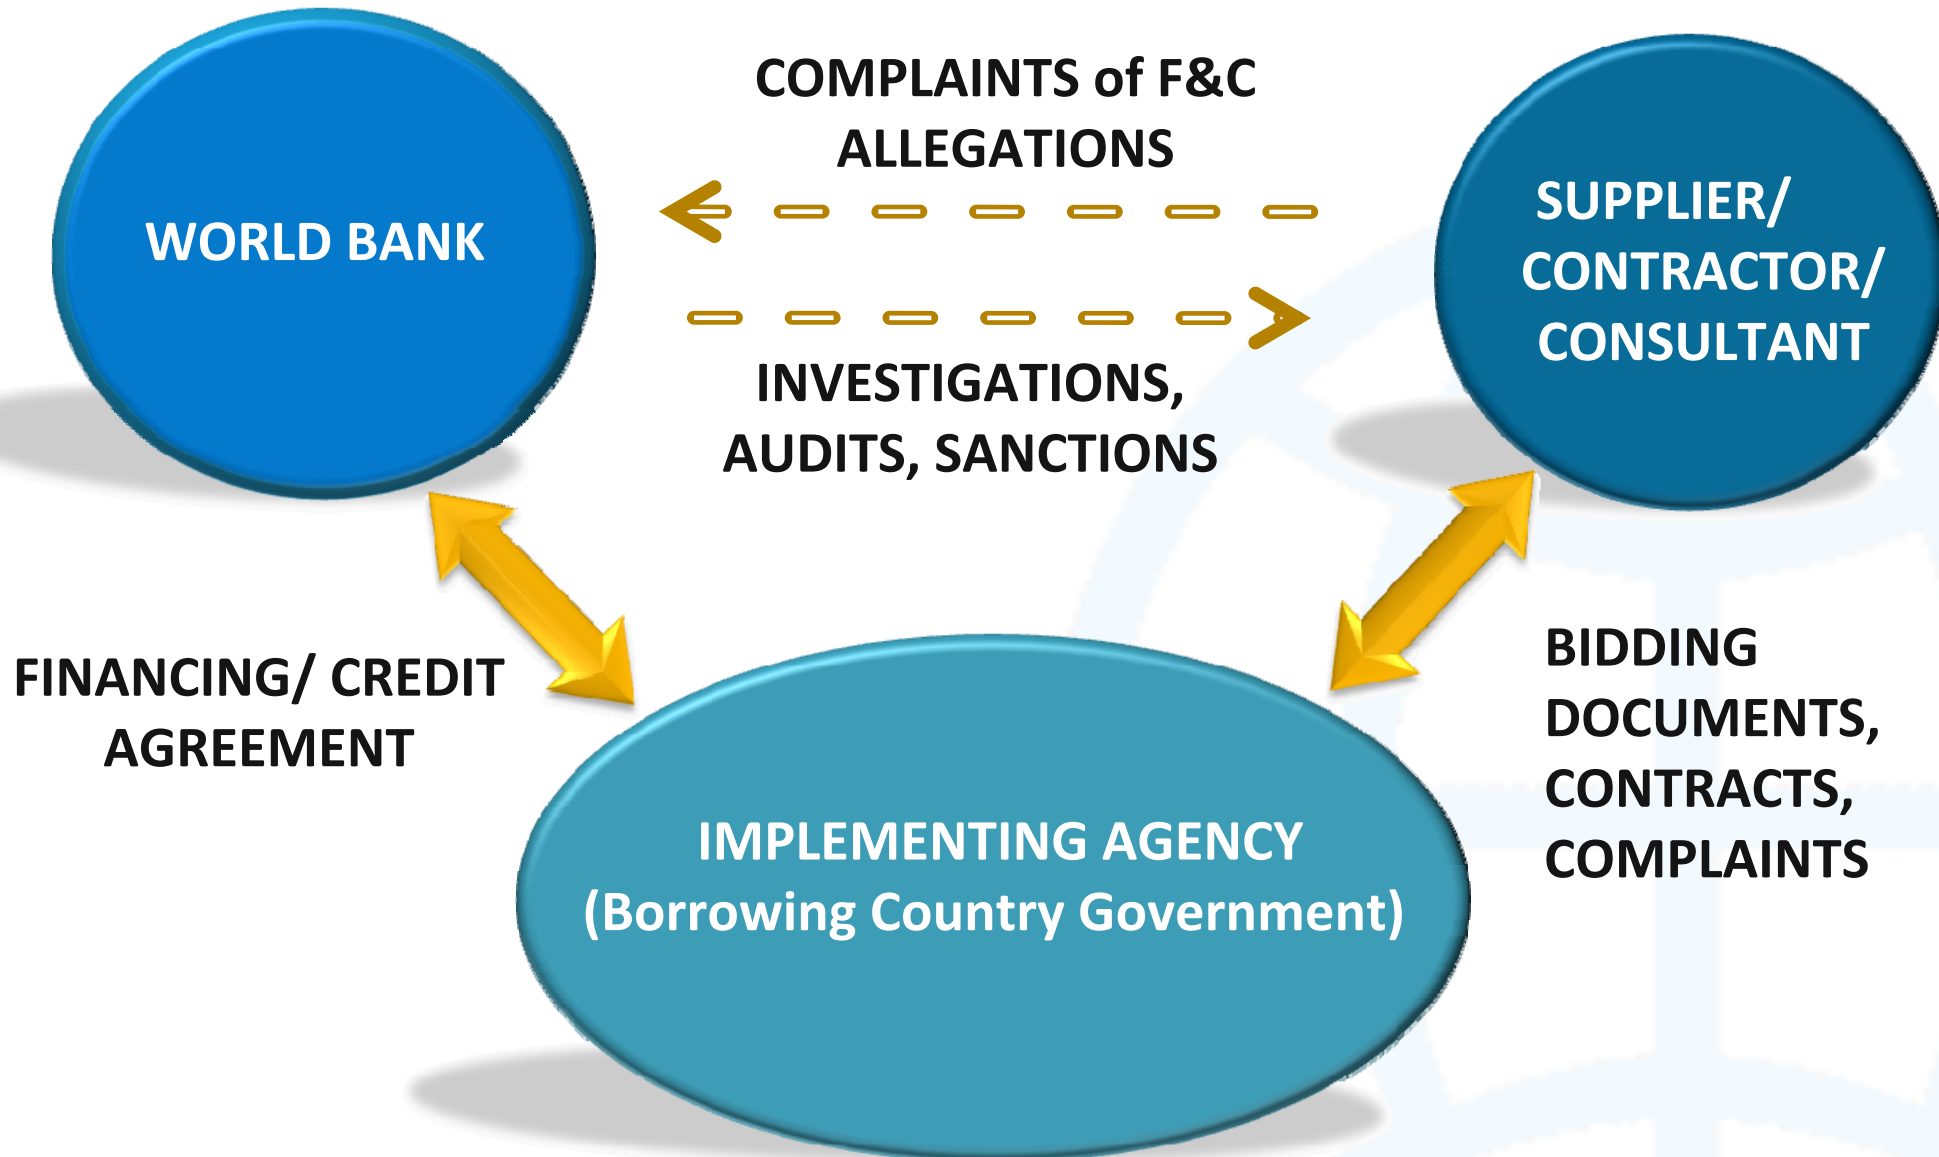 COMPLAINTS of F&C
ALLEGATIONS
WORLD BANK
SUPPLIER/
CONTRACTOR/
CONSULTANT
INVESTIGATIONS,
AUDITS, SANCTIONS
FINANCING/ CREDIT
AGREEMENT
BIDDING
DOCUMENTS,
CONTRACTS,
COMPLAINTS
IMPLEMENTING AGENCY
(Borrowing Country Government)